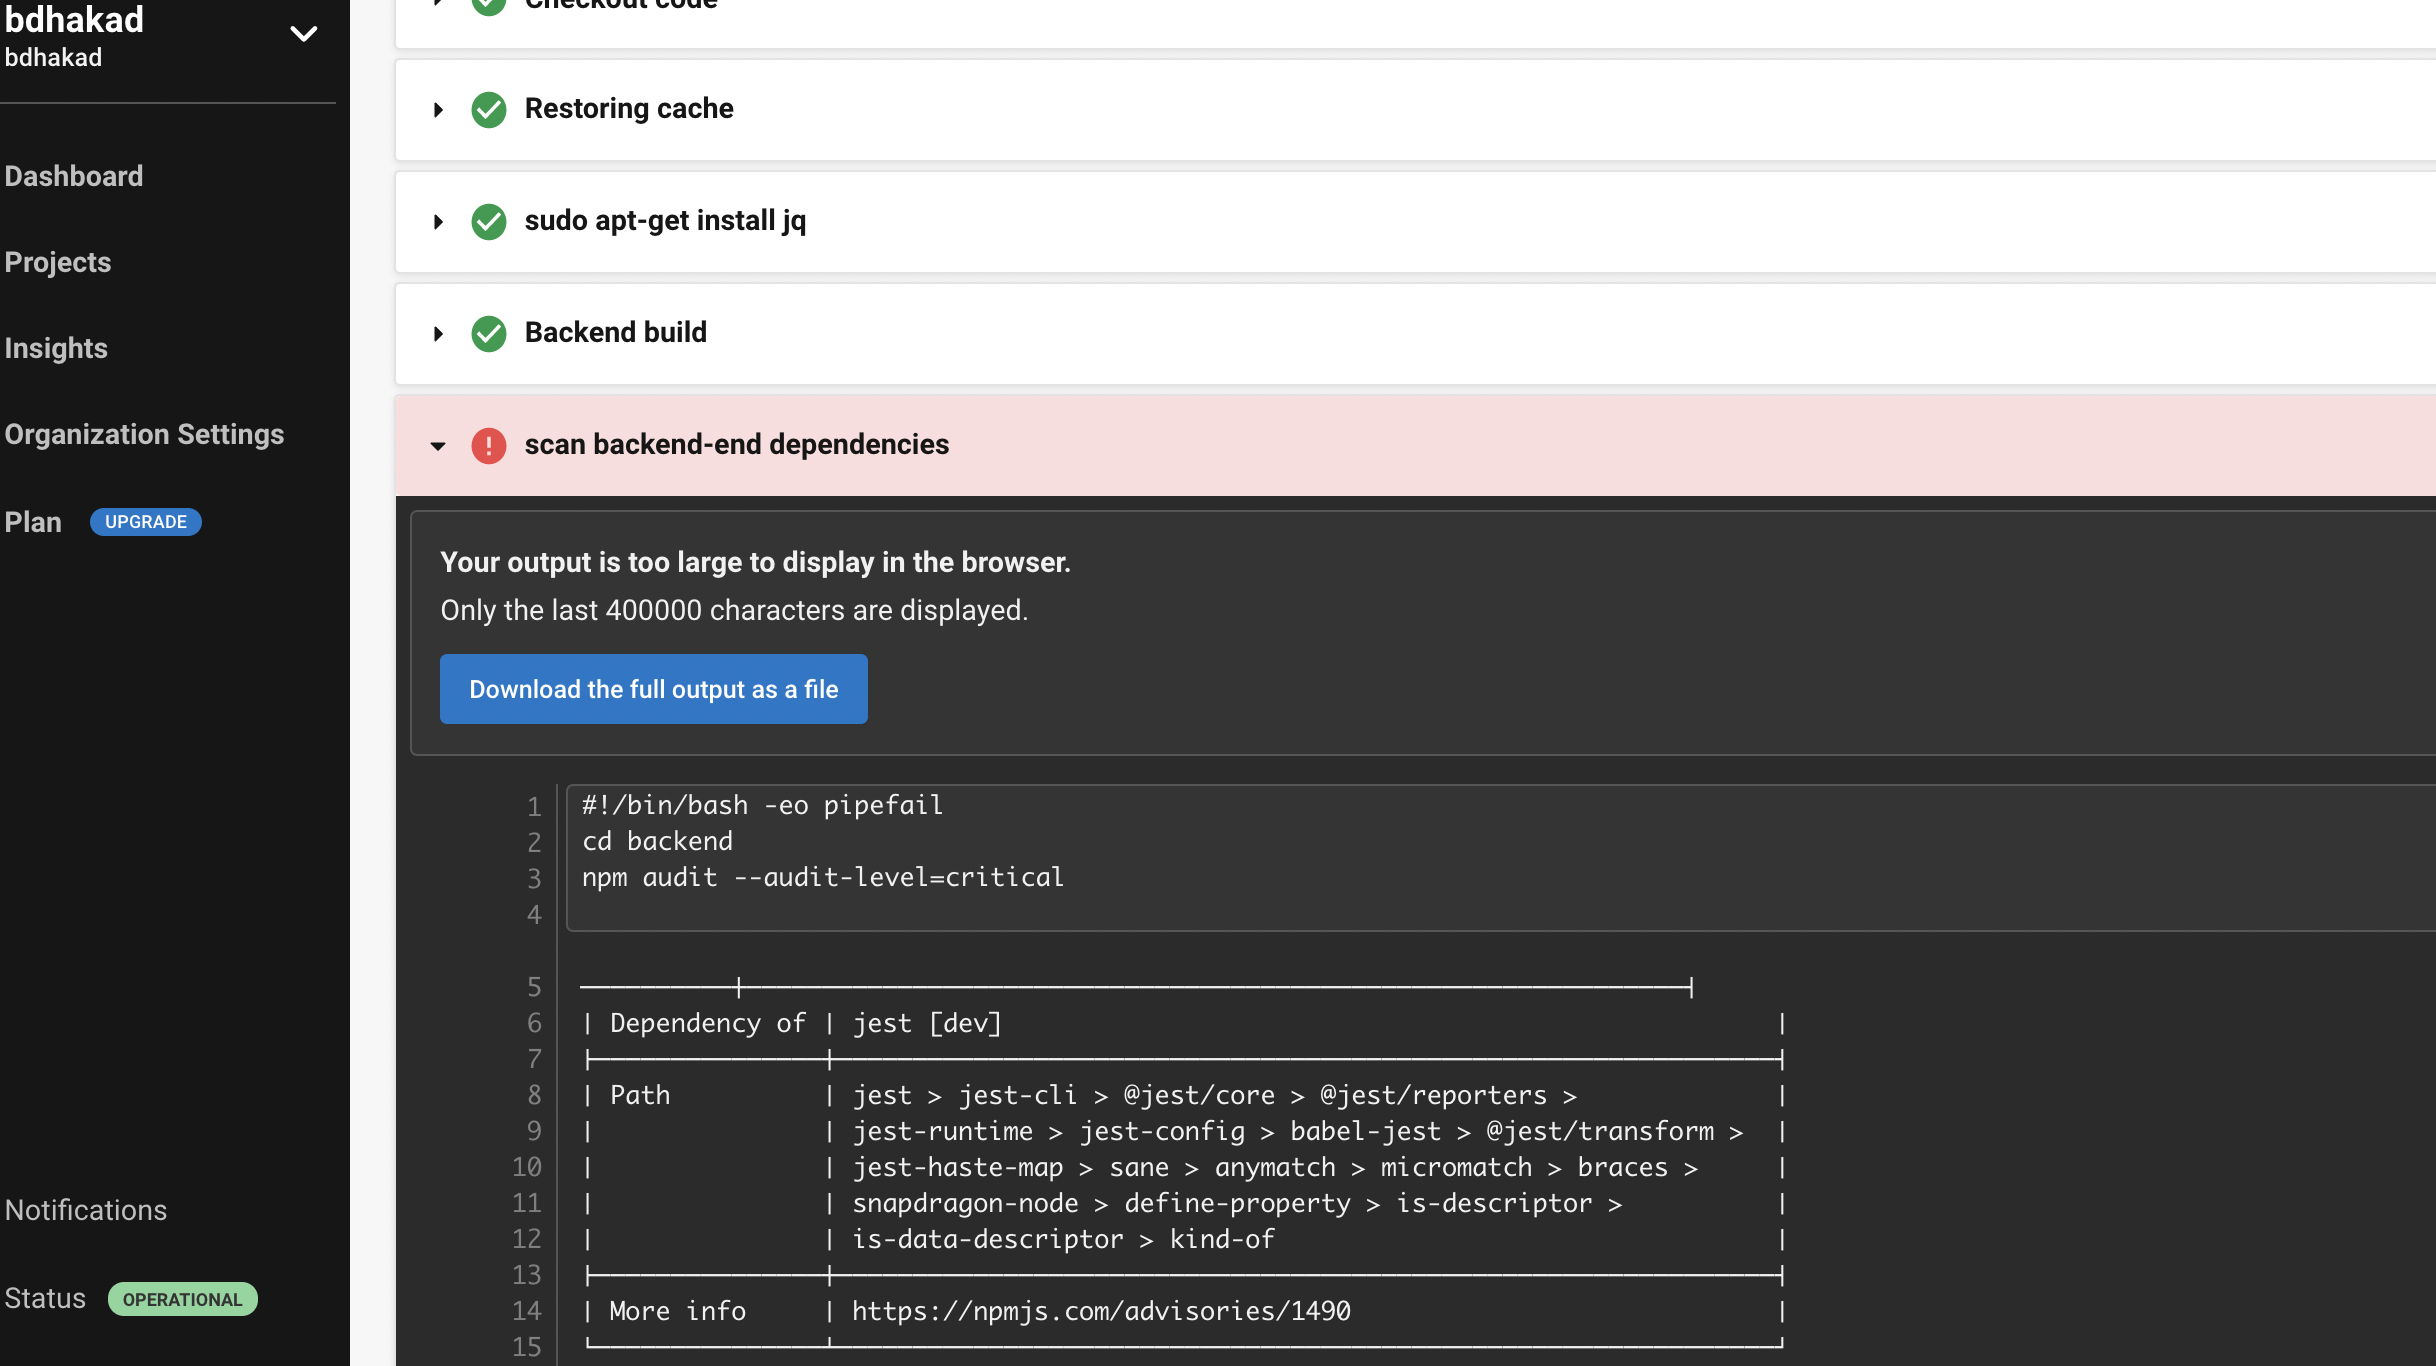 bdhakad
bdhakad
Dashboard
Projects
Insights
Organization Settings
Plan UPGRADE
Notifications
Status OPERATIONAL
Checkout code
Restoring cache
sudo apt-get install jq
Backend build
scan backend-end dependencies
Your output is too large to display in the browser.
Only the last 400000 characters are displayed.
Download the full output as a file
1 #!/bin/bash -eo pipefail
2 cd backend
3 npm audit --audit-level=critical
4
5
6 | Dependency of | jest [dev] |
7
8 | Path | jest > jest-cli > @jest/core > @jest/reporters > |
9 | | jest-runtime > jest-config > babel-jest > @jest/transform > |
10 | | jest-haste-map > sane > anymatch > micromatch > braces > |
11 | | snapdragon-node > define-property > is-descriptor > |
12 | | is-data-descriptor > kind-of |
13
14 | More info | https://npmjs.com/advisories/1490 |
15